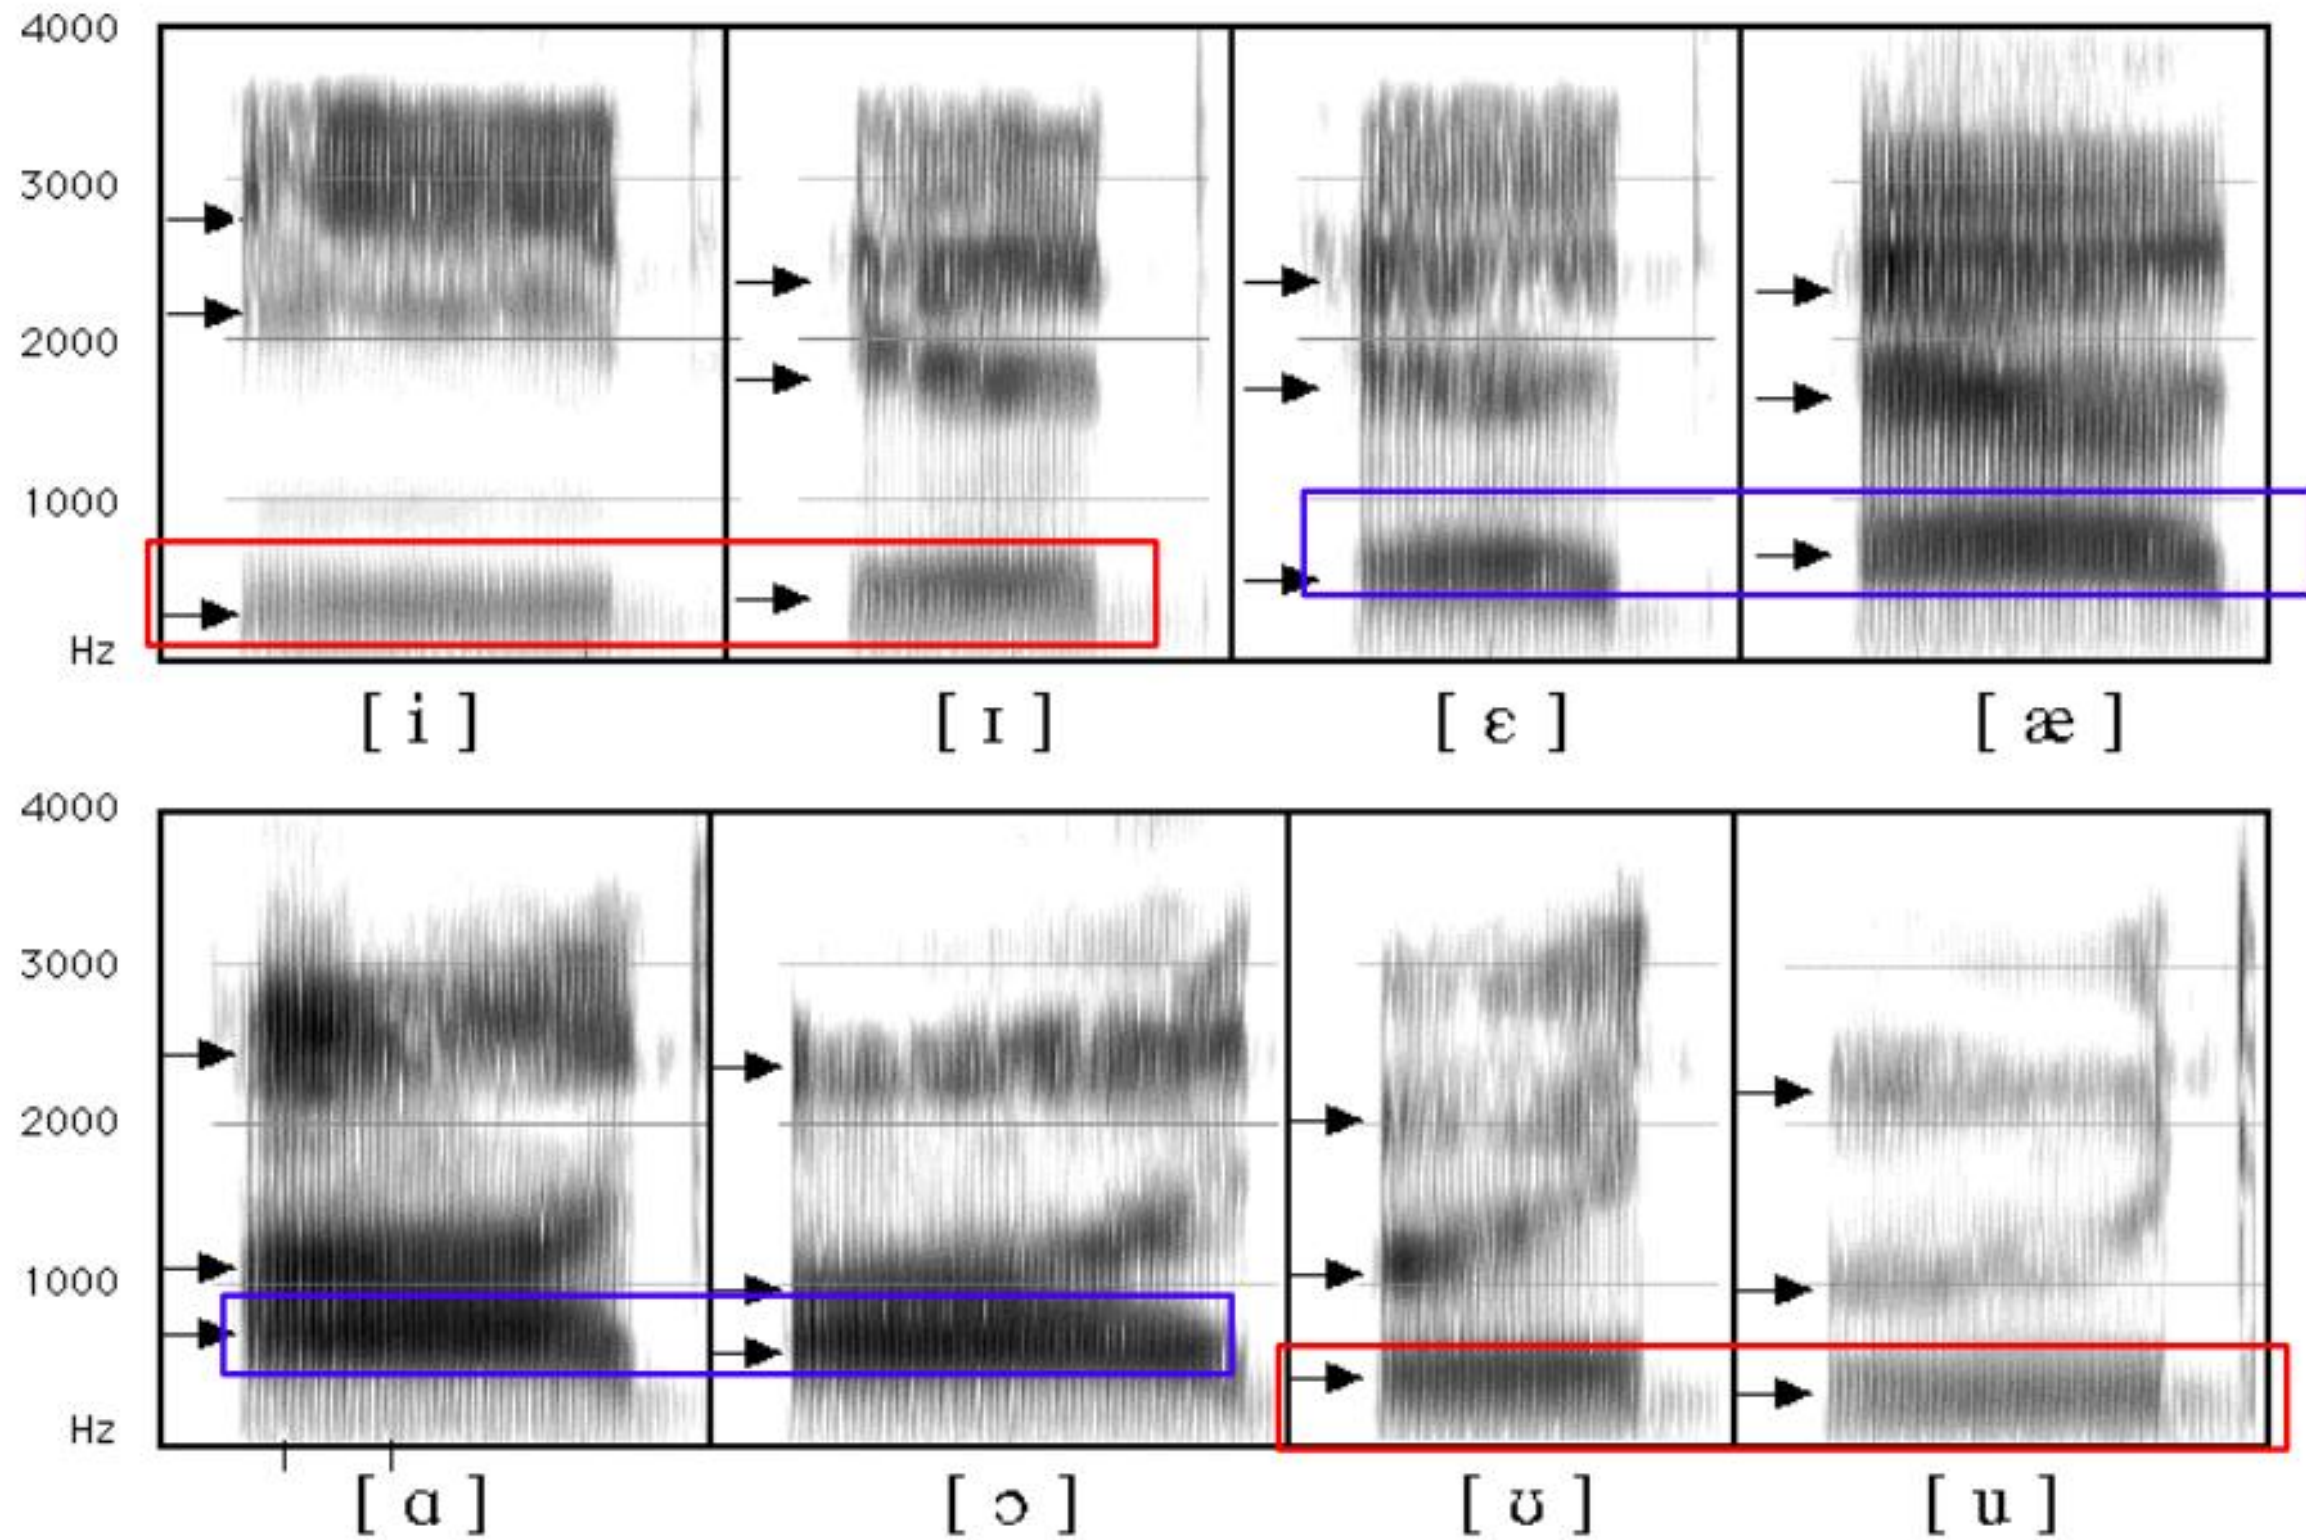 4000
3000
2000
1000
Hz
[ i ] [ ɪ ] [ ɛ ] [ æ ]
4000
3000
2000
1000
Hz
[ ɑ ] [ ɔ ] [ ʊ ] [ u ]